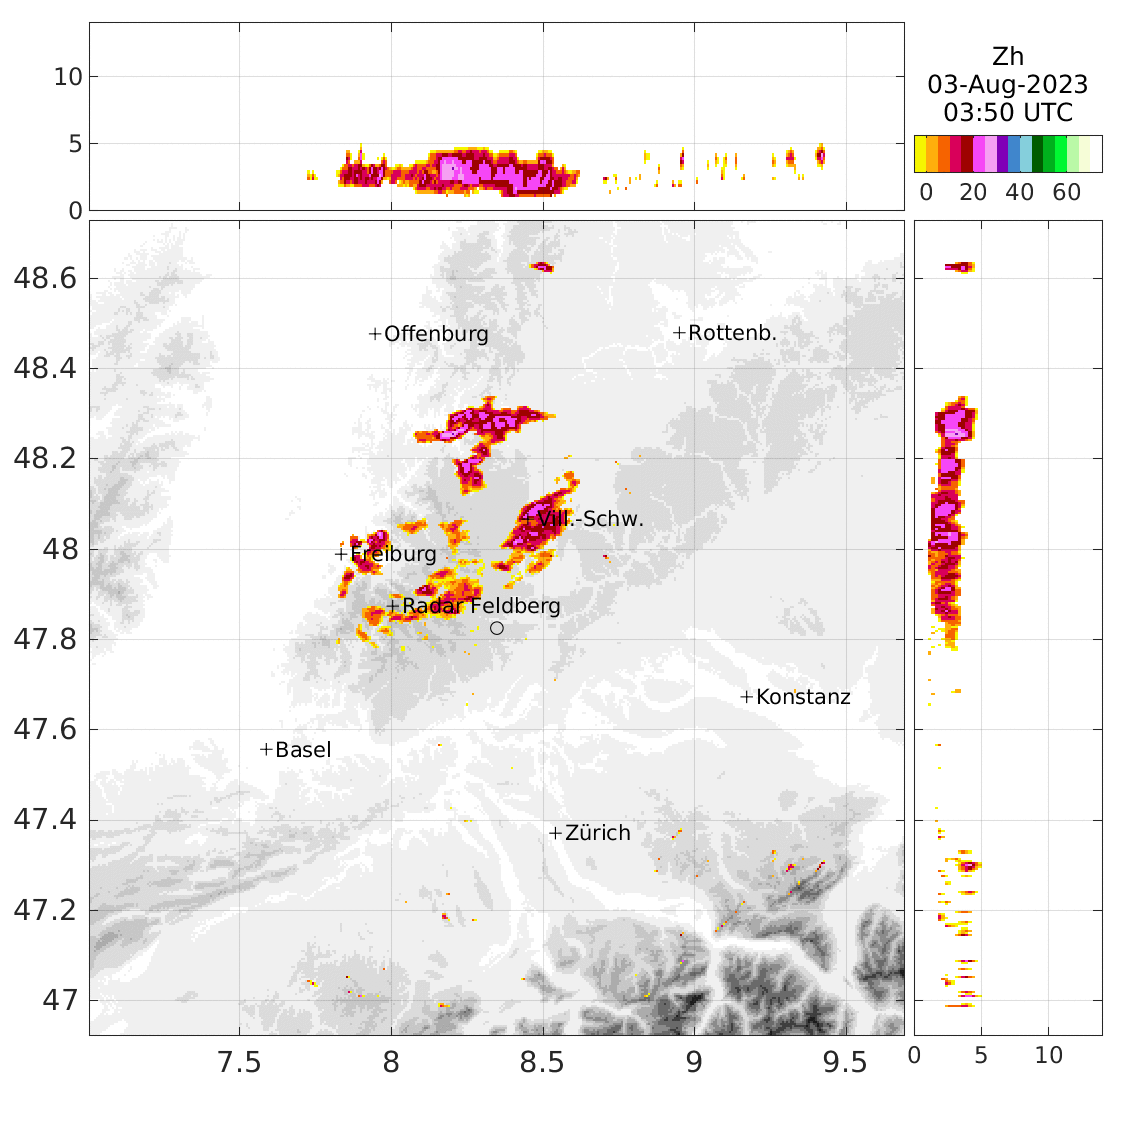 10
5
0
Zh
03-Aug-2023
03:50 UTC
0 20 40 60
48.6
48.4
48.2
48
47.8
47.6
47.4
47.2
47
+Offenburg
+Rottenb.
+Vill.-Schw.
+Freiburg
+Radar Feldberg
+Konstanz
+Basel
+Zürich
7.5 8 8.5 9 9.5
0 5 10